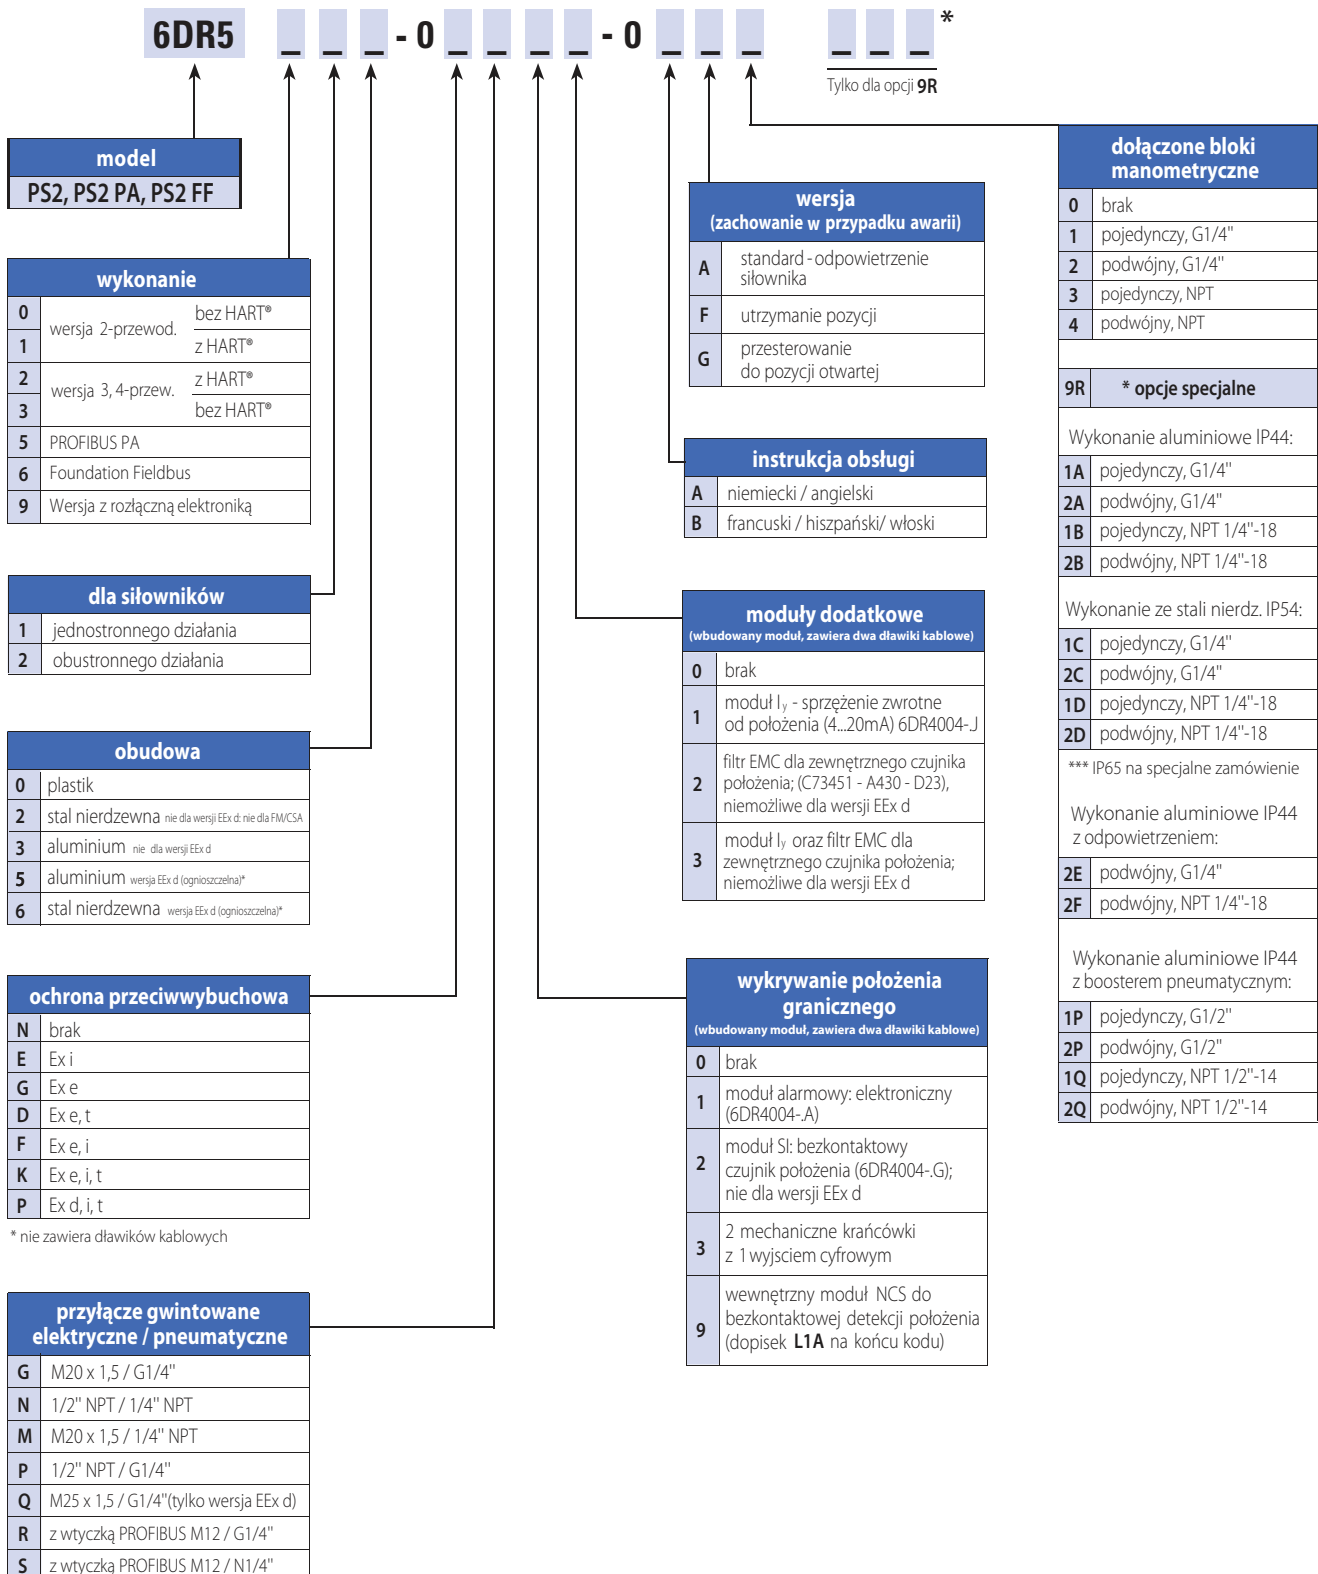 6DR5 _ _ _ - 0 _ _ _ _ - 0 _ _ _ _ _ _ *
Tylko dla opcji 9R
model
PS2, PS2 PA, PS2 FF
wykonanie
0 wersja 2-przewod. bez HART®
1 z HART®
2 wersja 3, 4-przew. z HART®
3 bez HART®
5 PROFIBUS PA
6 Foundation Fieldbus
9 Wersja z rozłączną elektroniką
dla siłowników
1 jednostronnego działania
2 obustronnego działania
obudowa
0 plastik
2 stal nierdzewna nie dla wersji EEx d: nie dla FM/CSA
3 aluminium nie dla wersji EEx d
5 aluminium wersja EEx d (ognioszczelna)*
6 stal nierdzewna wersja EEx d (ognioszczelna)*
ochrona przeciwwybuchowa
N brak
E Ex i
G Ex e
D Ex e, t
F Ex e, i
K Ex e, i, t
P Ex d, i, t
* nie zawiera dławików kablowych
przyłącze gwintowane
elektryczne / pneumatyczne
G M20 x 1,5 / G1/4"
N 1/2" NPT / 1/4" NPT
M M20 x 1,5 / 1/4" NPT
P 1/2" NPT / G1/4"
Q M25 x 1,5 / G1/4"(tylko wersja EEx d)
R z wtyczką PROFIBUS M12 / G1/4"
S z wtyczką PROFIBUS M12 / N1/4"
wersja
(zachowanie w przypadku awarii)
A standard - odpowietrzenie
siłownika
F utrzymanie pozycji
G przesterowanie
do pozycji otwartej
instrukcja obsługi
A niemiecki / angielski
B francuski / hiszpański/ włoski
moduły dodatkowe
(wbudowany moduł, zawiera dwa dławiki kablowe)
0 brak
1 moduł Iy - sprzężenie zwrotne
od położenia (4...20mA) 6DR4004-.J
2 filtr EMC dla zewnętrznego czujnika
położenia; (C73451 - A430 - D23),
niemożliwe dla wersji EEx d
3 moduł Iy oraz filtr EMC dla
zewnętrznego czujnika położenia;
niemożliwe dla wersji EEx d
wykrywanie położenia
granicznego
(wbudowany moduł, zawiera dwa dławiki kablowe)
0 brak
1 moduł alarmowy: elektroniczny
(6DR4004-.A)
2 moduł SI: bezkontaktowy
czujnik położenia (6DR4004-.G);
nie dla wersji EEx d
3 2 mechaniczne krańcówki
z 1 wyjsciem cyfrowym
9 wewnętrzny moduł NCS do
bezkontaktowej detekcji położenia
(dopisek L1A na końcu kodu)
dołączone bloki
manometryczne
0 brak
1 pojedynczy, G1/4"
2 podwójny, G1/4"
3 pojedynczy, NPT
4 podwójny, NPT
9R * opcje specjalne
Wykonanie aluminiowe IP44:
1A pojedynczy, G1/4"
2A podwójny, G1/4"
1B pojedynczy, NPT 1/4"-18
2B podwójny, NPT 1/4"-18
Wykonanie ze stali nierdz. IP54:
1C pojedynczy, G1/4"
2C podwójny, G1/4"
1D pojedynczy, NPT 1/4"-18
2D podwójny, NPT 1/4"-18
*** IP65 na specjalne zamówienie
Wykonanie aluminiowe IP44
z odpowietrzeniem:
2E podwójny, G1/4"
2F podwójny, NPT 1/4"-18
Wykonanie aluminiowe IP44
z boosterem pneumatycznym:
1P pojedynczy, G1/2"
2P podwójny, G1/2"
1Q pojedynczy, NPT 1/2"-14
2Q podwójny, NPT 1/2"-14